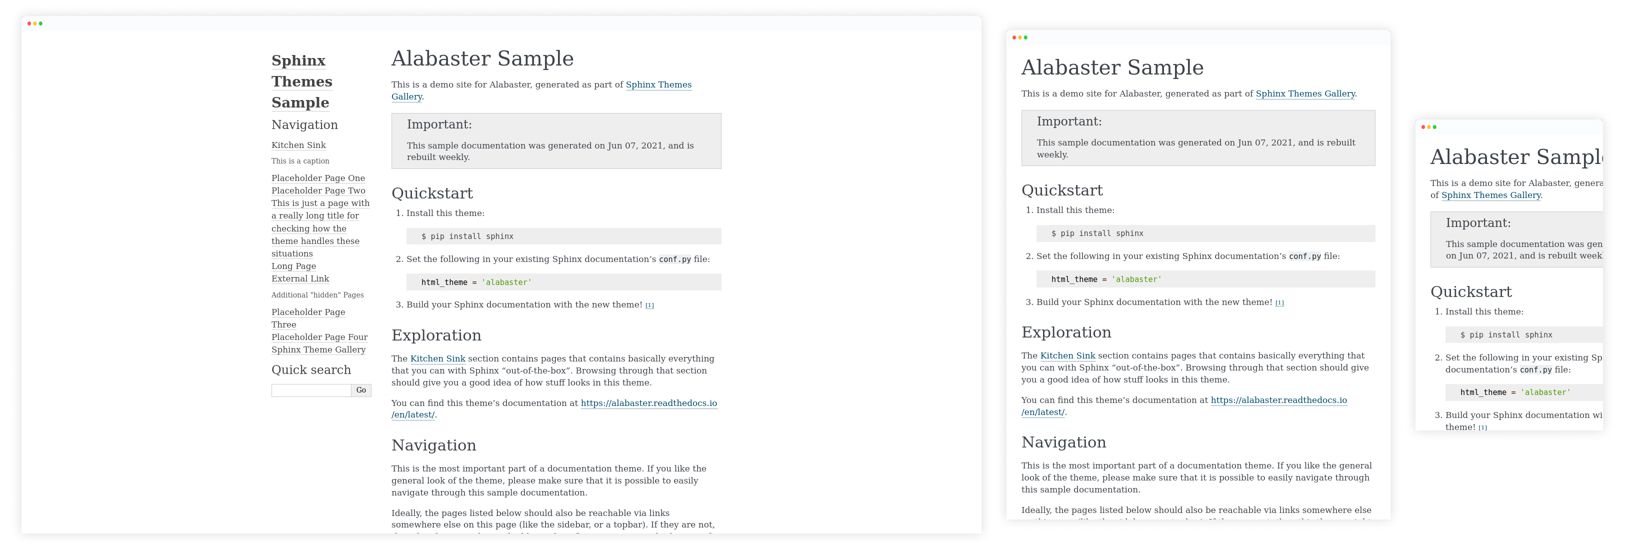 Sphinx
Themes
Sample
Navigation
Kitchen Sink
This is a caption
Placeholder Page One
Placeholder Page Two
This is just a page with
a really long title for
checking how the
theme handles these
situations
Long Page
External Link
Additional "hidden" Pages
Placeholder Page
Three
Placeholder Page Four
Sphinx Theme Gallery
Quick search
Go
Alabaster Sample
This is a demo site for Alabaster, generated as part of Sphinx Themes
Gallery.
Important:
This sample documentation was generated on Jun 07, 2021, and is
rebuilt weekly.
Quickstart
1. Install this theme:
$ pip install sphinx
2. Set the following in your existing Sphinx documentation’s conf.py file:
html_theme = 'alabaster'
3. Build your Sphinx documentation with the new theme! [1]
Exploration
The Kitchen Sink section contains pages that contains basically everything
that you can with Sphinx “out-of-the-box”. Browsing through that section
should give you a good idea of how stuff looks in this theme.
You can find this theme’s documentation at https://alabaster.readthedocs.io
/en/latest/.
Navigation
This is the most important part of a documentation theme. If you like the
general look of the theme, please make sure that it is possible to easily
navigate through this sample documentation.
Ideally, the pages listed below should also be reachable via links
somewhere else on this page (like the sidebar, or a topbar). If they are not,
Alabaster Sample
This is a demo site for Alabaster, generated as part of Sphinx Themes Gallery.
Important:
This sample documentation was generated on Jun 07, 2021, and is rebuilt
weekly.
Quickstart
1. Install this theme:
$ pip install sphinx
2. Set the following in your existing Sphinx documentation’s conf.py file:
html_theme = 'alabaster'
3. Build your Sphinx documentation with the new theme! [1]
Exploration
The Kitchen Sink section contains pages that contains basically everything that
you can with Sphinx “out-of-the-box”. Browsing through that section should give
you a good idea of how stuff looks in this theme.
You can find this theme’s documentation at https://alabaster.readthedocs.io
/en/latest/.
Navigation
This is the most important part of a documentation theme. If you like the general
look of the theme, please make sure that it is possible to easily navigate through
this sample documentation.
Ideally, the pages listed below should also be reachable via links somewhere else
Alabaster Sampl
This is a demo site for Alabaster, genera
of Sphinx Themes Gallery.
Important:
This sample documentation was gen
on Jun 07, 2021, and is rebuilt week
Quickstart
1. Install this theme:
$ pip install sphinx
2. Set the following in your existing Sp
documentation’s conf.py file:
html_theme = 'alabaster'
3. Build your Sphinx documentation wi
theme! [1]